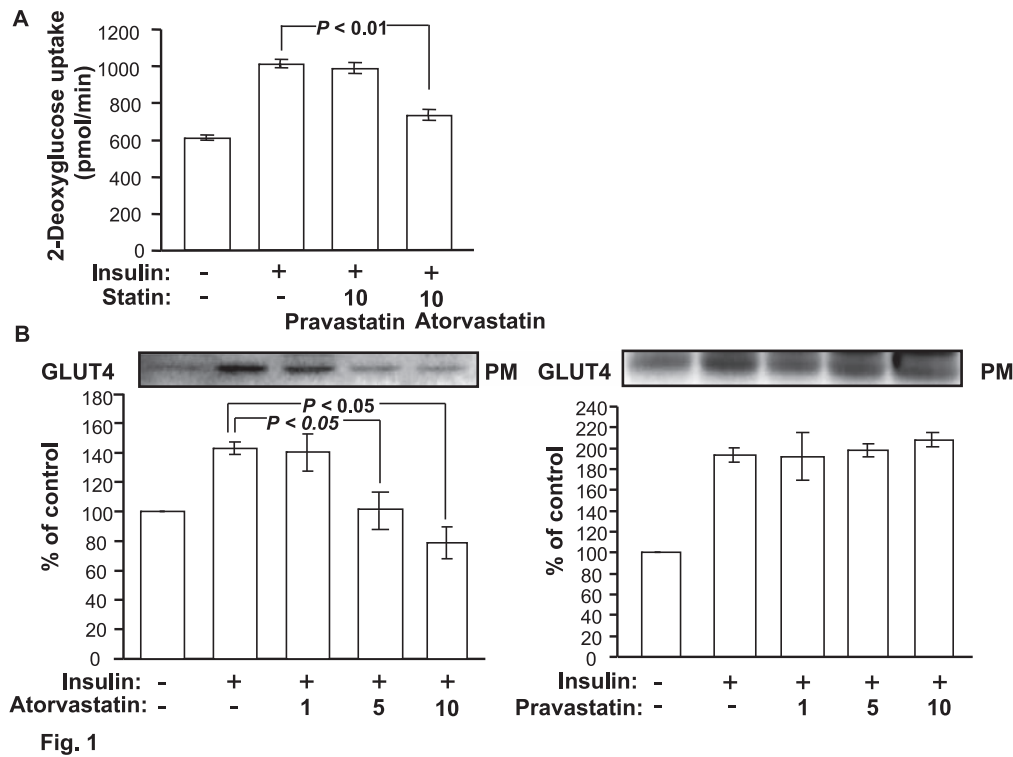 A
2-Deoxyglucose uptake
(pmol/min)
1200
1000
800
600
400
200
0
P < 0.01
Insulin: - + + +
Statin: - - 10 10
Pravastatin Atorvastatin
B
GLUT4 PM
% of control
180
160
140
120
100
80
60
40
20
0
P < 0.05
P < 0.05
Insulin: - + + + +
Atorvastatin: - - 1 5 10
GLUT4 PM
% of control
240
220
200
180
160
140
120
100
80
60
40
20
0
Insulin: - + + + +
Pravastatin: - - 1 5 10
Fig. 1